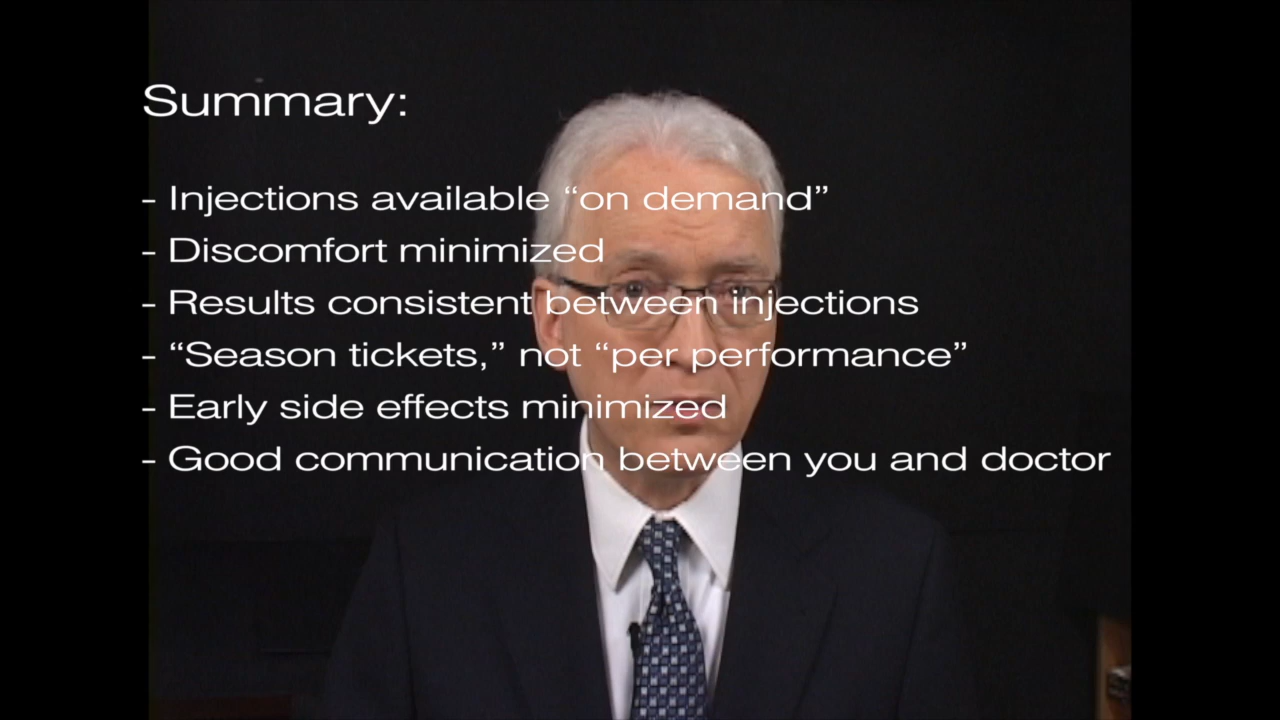 Summary:
- Injections available “on demand”
- Discomfort minimized
- Results consistent between injections
- “Season tickets,” not “per performance”
- Early side effects minimized
- Good communication between you and doctor